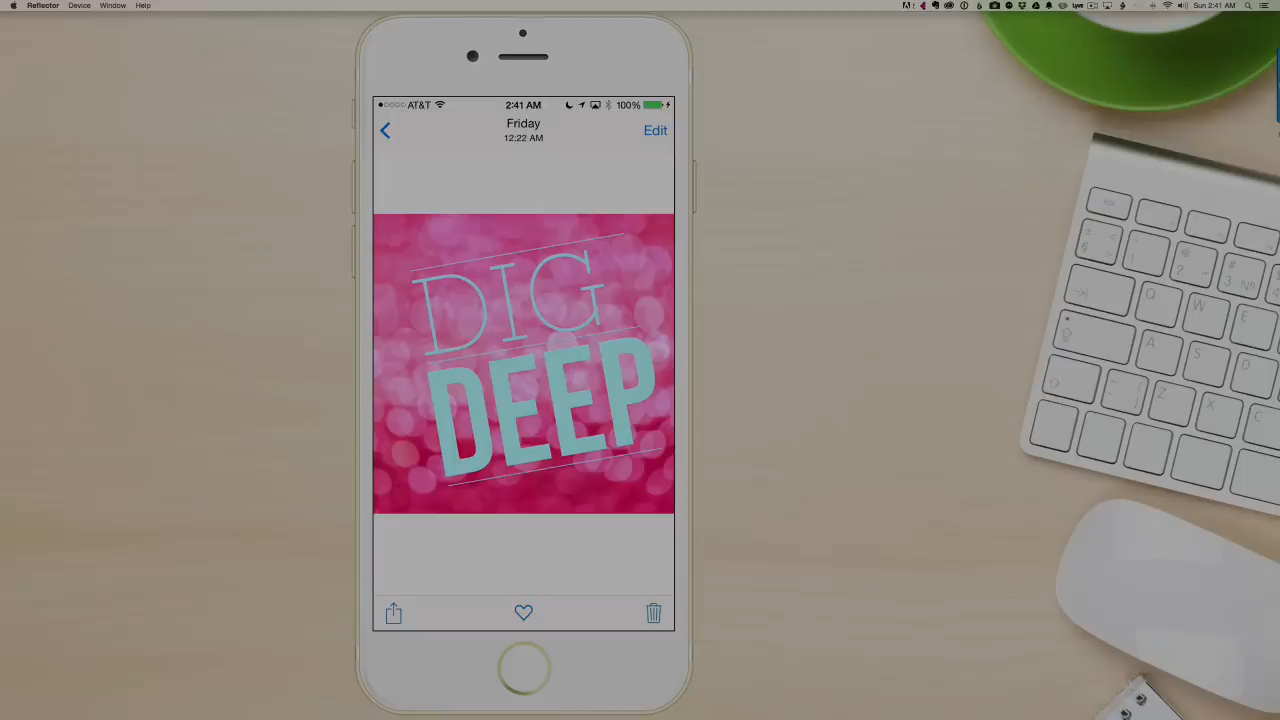 Reflector Device Window Help
Lyve Sun 2:41 AM
AT&T 2:41 AM 100%
Friday
12:22 AM
Edit
DIG
DEEP
Q W E
A S D
Z X C